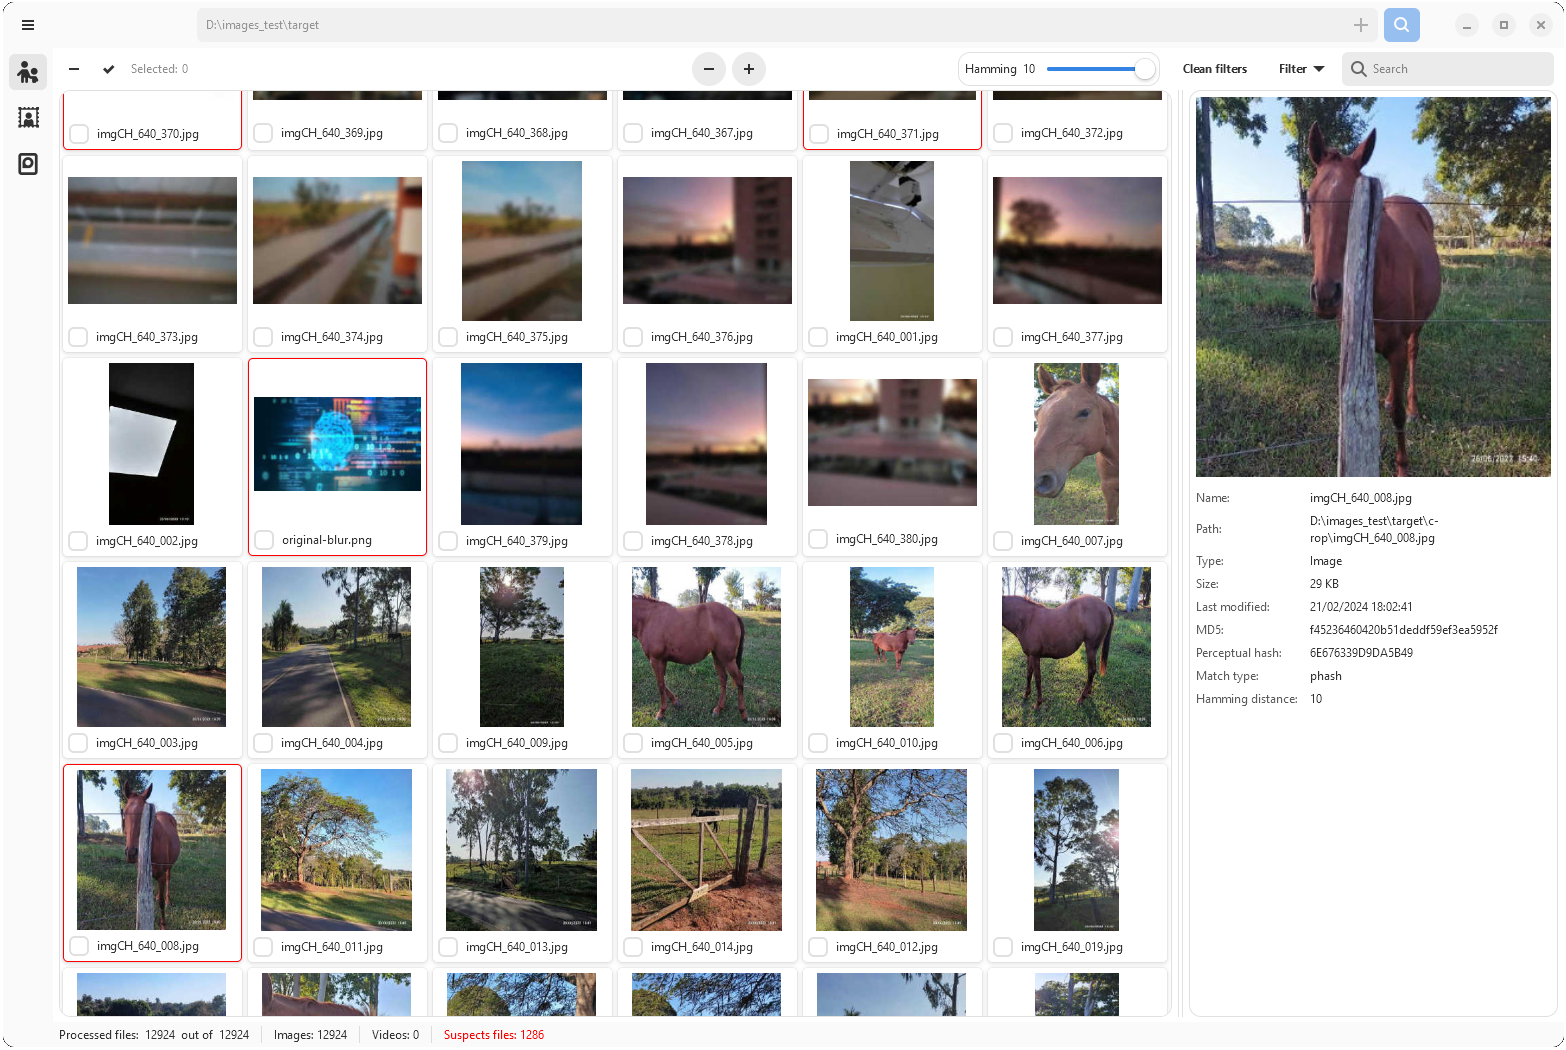 D:\images_test\target
Selected: 0
Hamming 10
Clean filters
Filter
Search
imgCH_640_370.jpg
imgCH_640_369.jpg
imgCH_640_368.jpg
imgCH_640_367.jpg
imgCH_640_371.jpg
imgCH_640_372.jpg
imgCH_640_373.jpg
imgCH_640_374.jpg
imgCH_640_375.jpg
imgCH_640_376.jpg
imgCH_640_001.jpg
imgCH_640_377.jpg
imgCH_640_002.jpg
original-blur.png
imgCH_640_379.jpg
imgCH_640_378.jpg
imgCH_640_380.jpg
imgCH_640_007.jpg
imgCH_640_003.jpg
imgCH_640_004.jpg
imgCH_640_009.jpg
imgCH_640_005.jpg
imgCH_640_010.jpg
imgCH_640_006.jpg
imgCH_640_008.jpg
imgCH_640_011.jpg
imgCH_640_013.jpg
imgCH_640_014.jpg
imgCH_640_012.jpg
imgCH_640_019.jpg
15:40
Name: imgCH_640_008.jpg
Path: D:\images_test\target\c-
rop\imgCH_640_008.jpg
Type: Image
Size: 29 KB
Last modified: 21/02/2024 18:02:41
MD5: f45236460420b51deddf59ef3ea5952f
Perceptual hash: 6E676339D9DA5B49
Match type: phash
Hamming distance: 10
Processed files: 12924 out of 12924
Images: 12924
Videos: 0
Suspects files: 1286